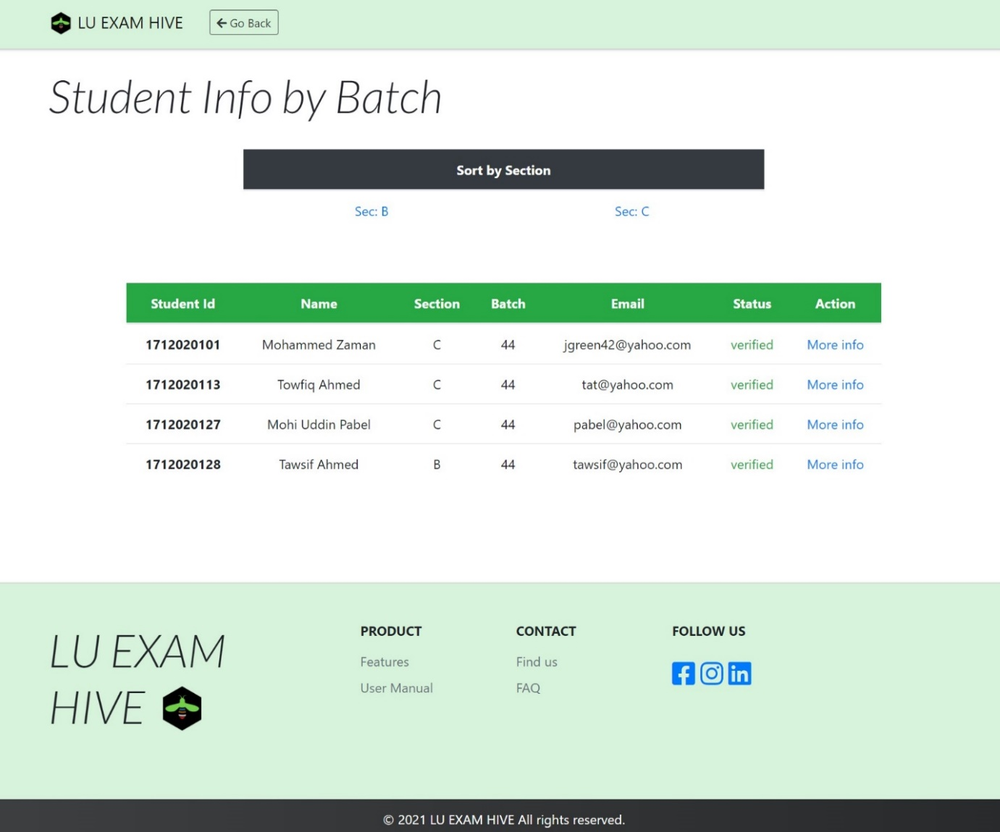 LU EXAM HIVE
Go Back
Student Info by Batch
Sort by Section
Sec: B Sec: C
Student Id Name Section Batch Email Status Action
1712020101 Mohammed Zaman C 44 jgreen42@yahoo.com verified More info
1712020113 Towfiq Ahmed C 44 tat@yahoo.com verified More info
1712020127 Mohi Uddin Pabel C 44 pabel@yahoo.com verified More info
1712020128 Tawsif Ahmed B 44 tawsif@yahoo.com verified More info
LU EXAM
HIVE
PRODUCT
Features
User Manual
CONTACT
Find us
FAQ
FOLLOW US
© 2021 LU EXAM HIVE All rights reserved.